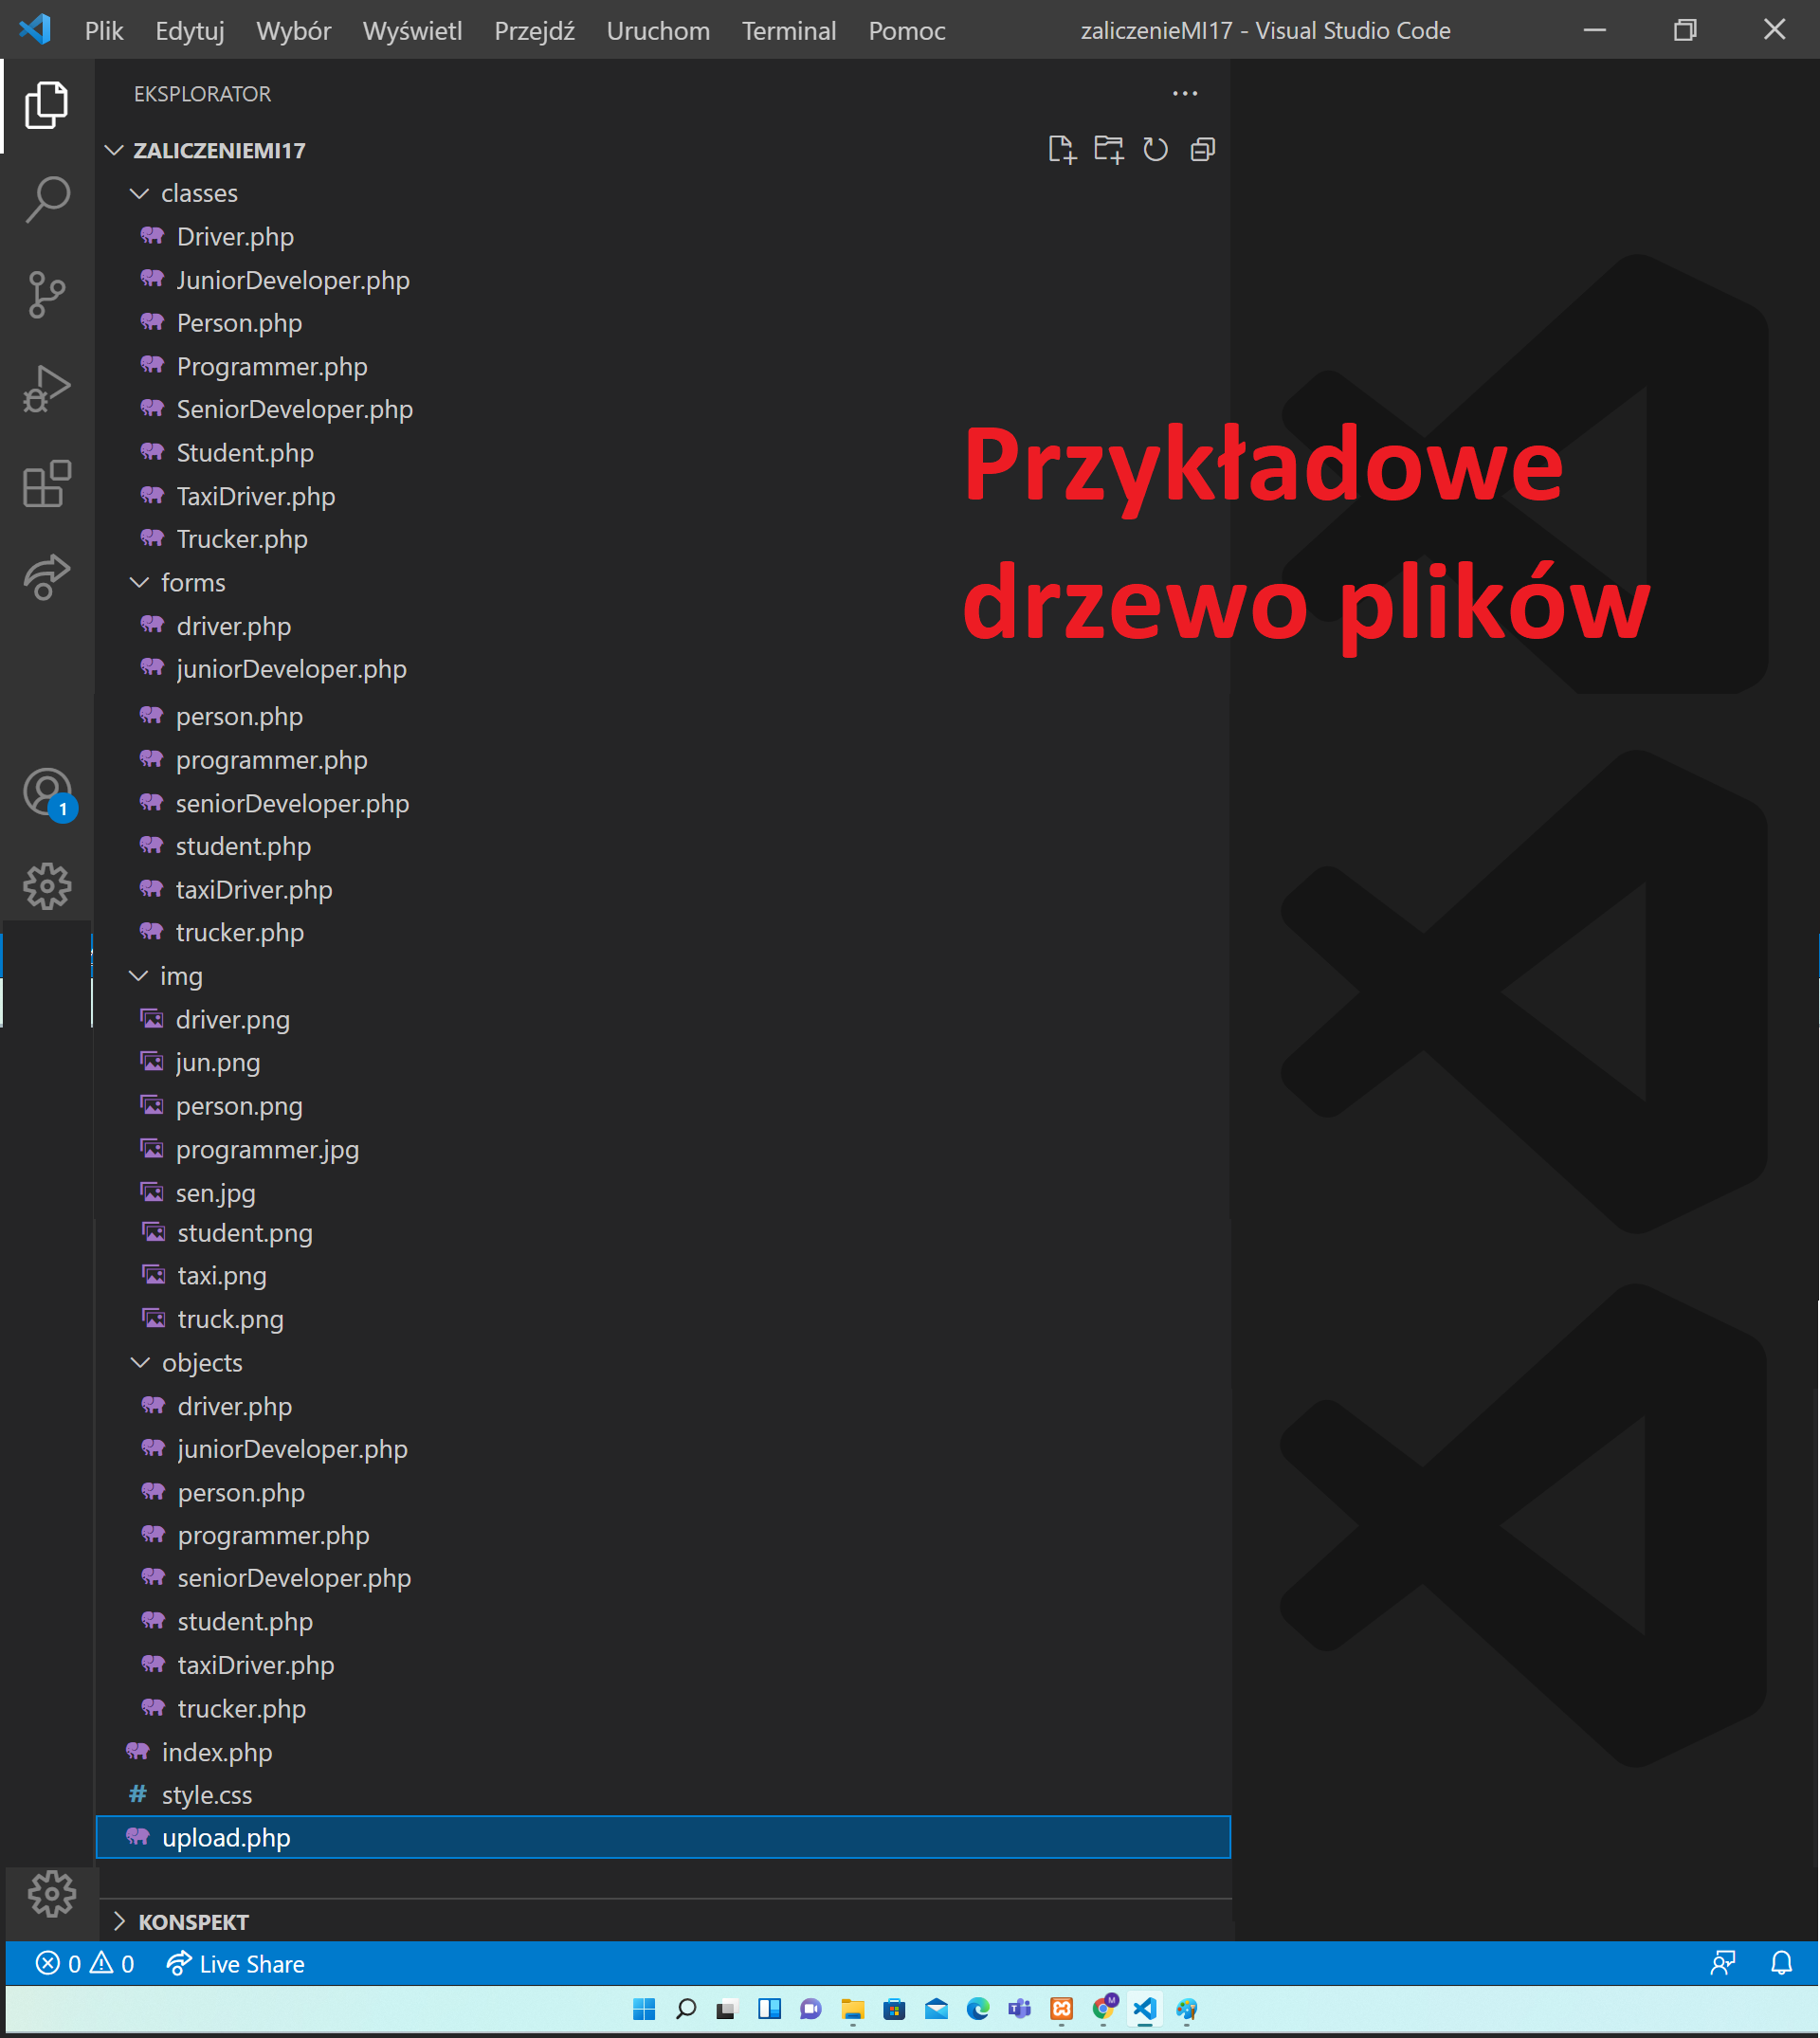 Plik Edytuj Wybór Wyświetl Przejdź Uruchom Terminal Pomoc zaliczenieMI17 - Visual Studio Code
EKSPLORATOR
ZALICZENIEMI17
classes
Driver.php
JuniorDeveloper.php
Person.php
Programmer.php
SeniorDeveloper.php
Student.php
TaxiDriver.php
Trucker.php
forms
driver.php
juniorDeveloper.php
person.php
programmer.php
seniorDeveloper.php
student.php
taxiDriver.php
trucker.php
img
driver.png
jun.png
person.png
programmer.jpg
sen.jpg
student.png
taxi.png
truck.png
objects
driver.php
juniorDeveloper.php
person.php
programmer.php
seniorDeveloper.php
student.php
taxiDriver.php
trucker.php
index.php
# style.css
upload.php
KONSPEKT
Przykładowe
drzewo plików
1
0 0 Live Share